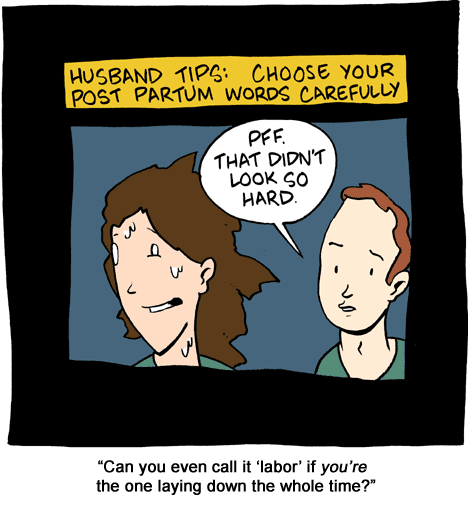 HUSBAND TIPS: CHOOSE YOUR
POST PARTUM WORDS CAREFULLY
PFF.
THAT DIDN'T
LOOK SO
HARD.
“Can you even call it ‘labor’ if you're
the one laying down the whole time?”